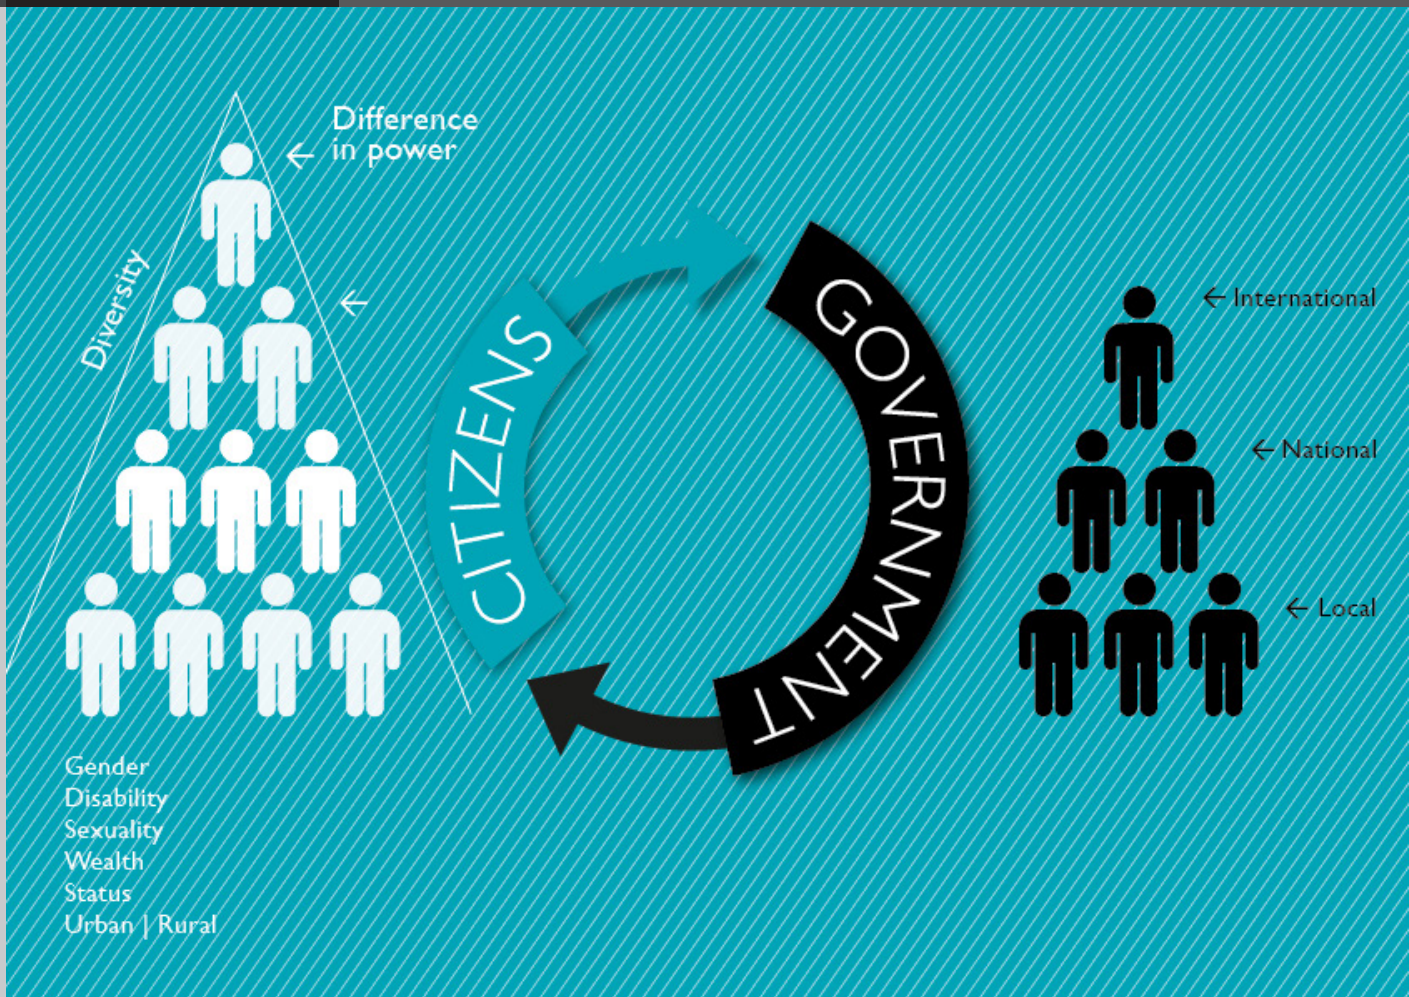 Difference
in power
Diversity
CITIZENS
GOVERNMENT
← International
← National
← Local
Gender
Disability
Sexuality
Wealth
Status
Urban | Rural